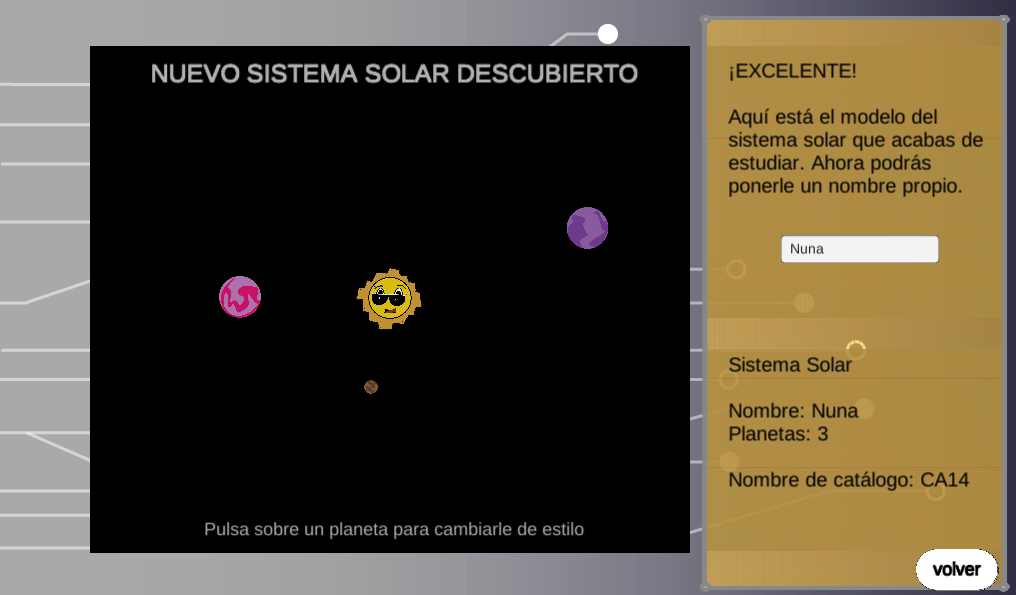 NUEVO SISTEMA SOLAR DESCUBIERTO
Pulsa sobre un planeta para cambiarle de estilo
¡EXCELENTE!
Aquí está el modelo del
sistema solar que acabas de
estudiar. Ahora podrás
ponerle un nombre propio.
Nuna
Sistema Solar
Nombre: Nuna
Planetas: 3
Nombre de catálogo: CA14
volver